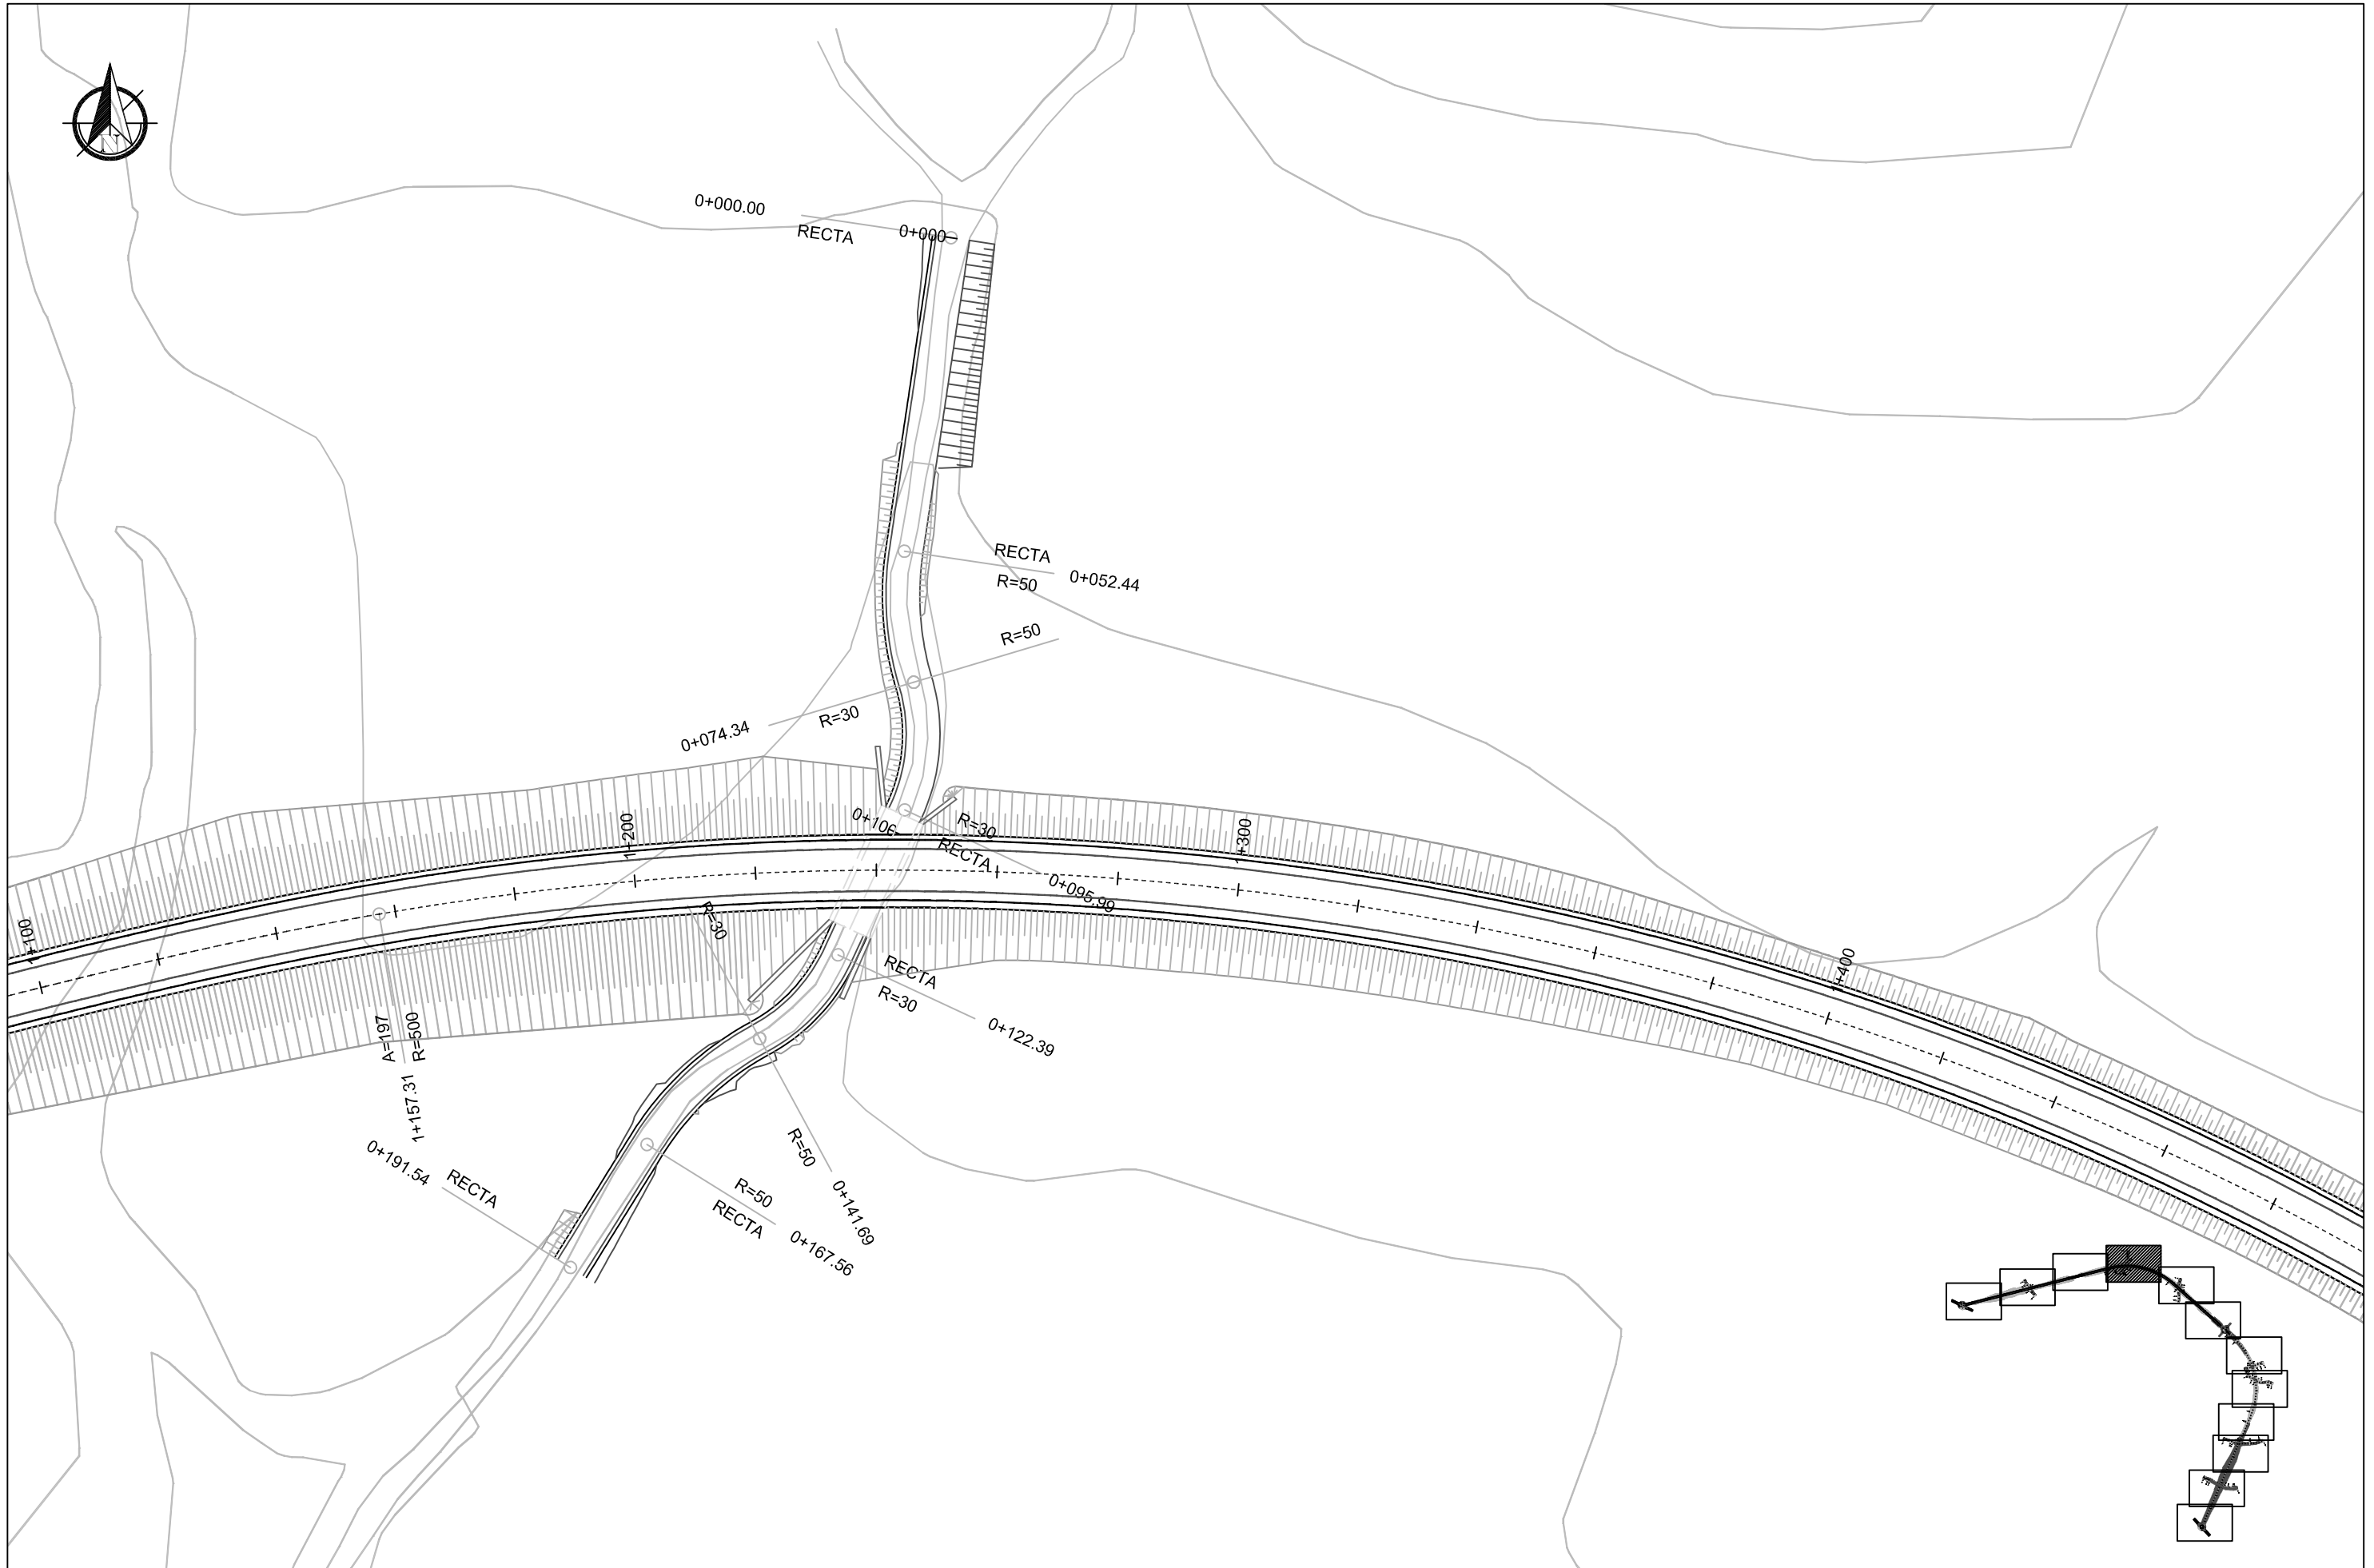 N
0+000.00
RECTA
0+000
RECTA
R=50
0+052.44
R=50
R=30
0+074.34
0+106
R=30
RECTA
0+095.99
1+100
1+200
1+300
1+400
R=30
RECTA
R=30
0+122.39
A=197
R=500
1+157.31
0+191.54
RECTA
R=50
0+141.69
R=50
RECTA
0+167.56